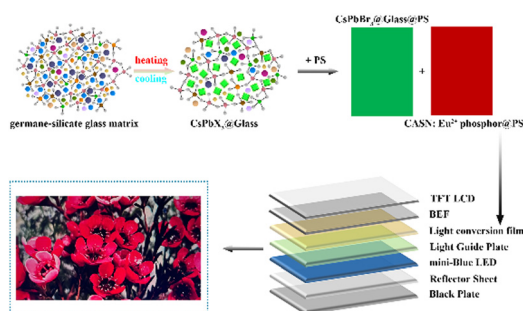 CsPbBr₃@Glass@PS
heating
cooling
+ PS
+
germane-silicate glass matrix
CsPbXₓ@Glass
CASN: Eu²⁺ phosphor@PS
TFT LCD
BEF
Light conversion film
Light Guide Plate
mini-Blue LED
Reflector Sheet
Black Plate